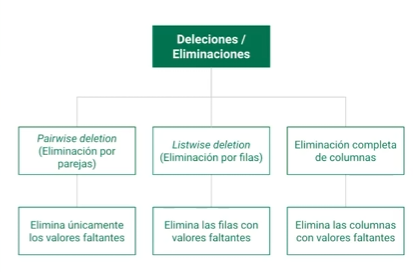 Deleciones /
Eliminaciones
Pairwise deletion
(Eliminación por
parejas)
Listwise deletion
(Eliminación por filas)
Eliminación completa
de columnas
Elimina únicamente
los valores faltantes
Elimina las filas con
valores faltantes
Elimina las columnas
con valores faltantes